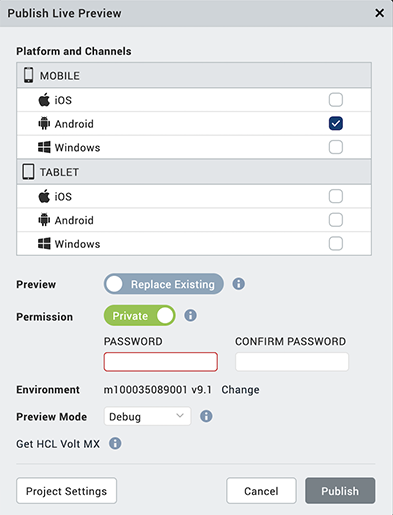 Publish Live Preview
Platform and Channels
MOBILE
iOS
Android
Windows
TABLET
iOS
Android
Windows
Preview Replace Existing
Permission Private
PASSWORD CONFIRM PASSWORD
Environment m100035089001 v9.1 Change
Preview Mode Debug
Get HCL Volt MX
Project Settings Cancel Publish